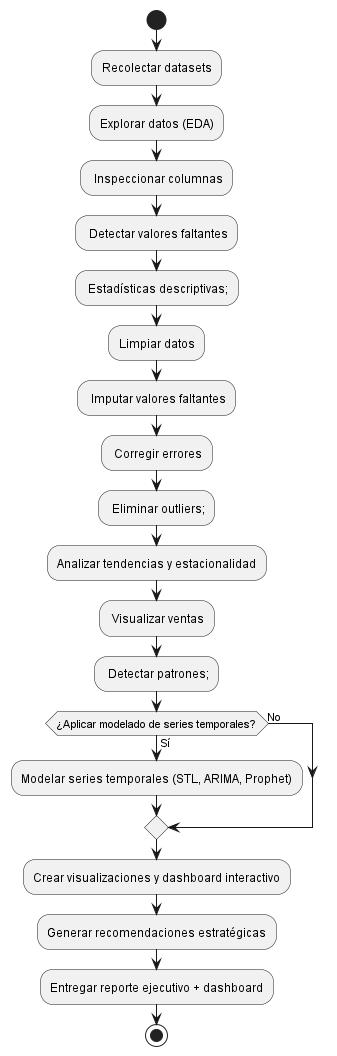 Recolectar datasets
Explorar datos (EDA)
Inspeccionar columnas
Detectar valores faltantes
Estadísticas descriptivas;
Limpiar datos
Imputar valores faltantes
Corregir errores
Eliminar outliers;
Analizar tendencias y estacionalidad
Visualizar ventas
Detectar patrones;
¿Aplicar modelado de series temporales?
No
Sí
Modelar series temporales (STL, ARIMA, Prophet)
Crear visualizaciones y dashboard interactivo
Generar recomendaciones estratégicas
Entregar reporte ejecutivo + dashboard